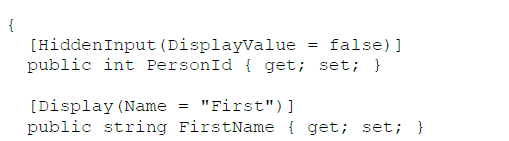 {
[HiddenInput(DisplayValue = false)]
public int PersonId { get; set; }
[Display(Name = "First")]
public string FirstName { get; set; }